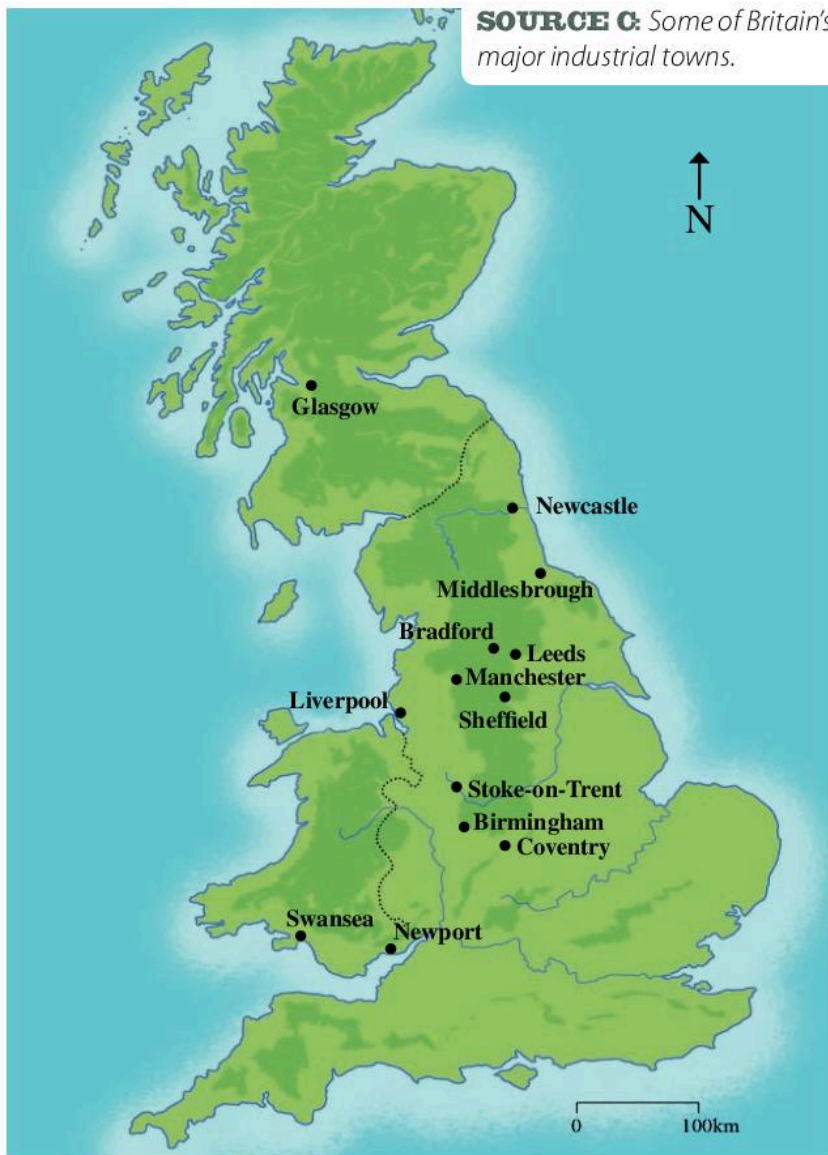 SOURCE C: Some of Britain's
major industrial towns.
N
Glasgow
Newcastle
Middlesbrough
Bradford
Leeds
Manchester
Liverpool
Sheffield
Stoke-on-Trent
Birmingham
Coventry
Swansea
Newport
0 100km